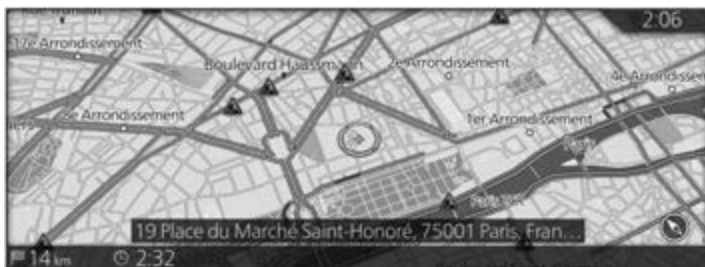 2:06
17e Arrondissement
Boulevard Haussmann
2e Arrondissement
4e Arrondissem
8e Arrondissement
1er Arrondissement
19 Place du Marché Saint-Honoré, 75001 Paris, Fran...
14 km
2:32